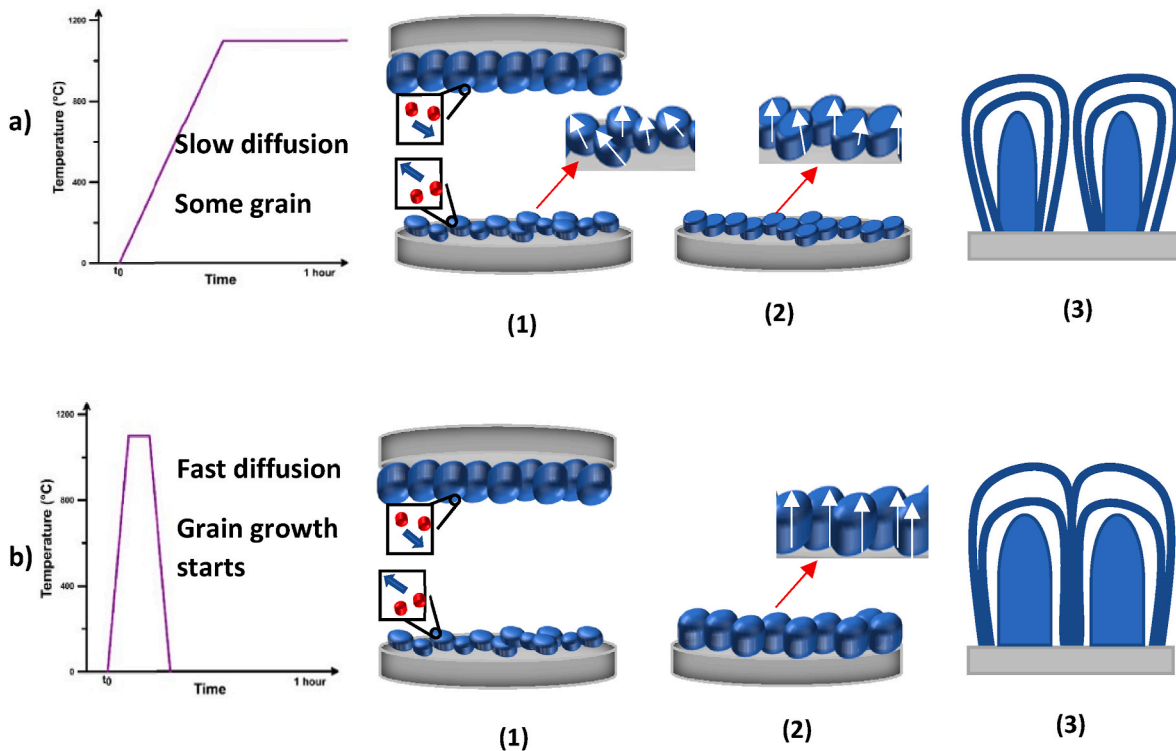 a)
1200
800
400
0
Temperature (°C)
t0
Time
1 hour
Slow diffusion
Some grain
(1)
(2)
(3)
b)
1200
800
400
0
Temperature (°C)
t0
Time
1 hour
Fast diffusion
Grain growth
starts
(1)
(2)
(3)